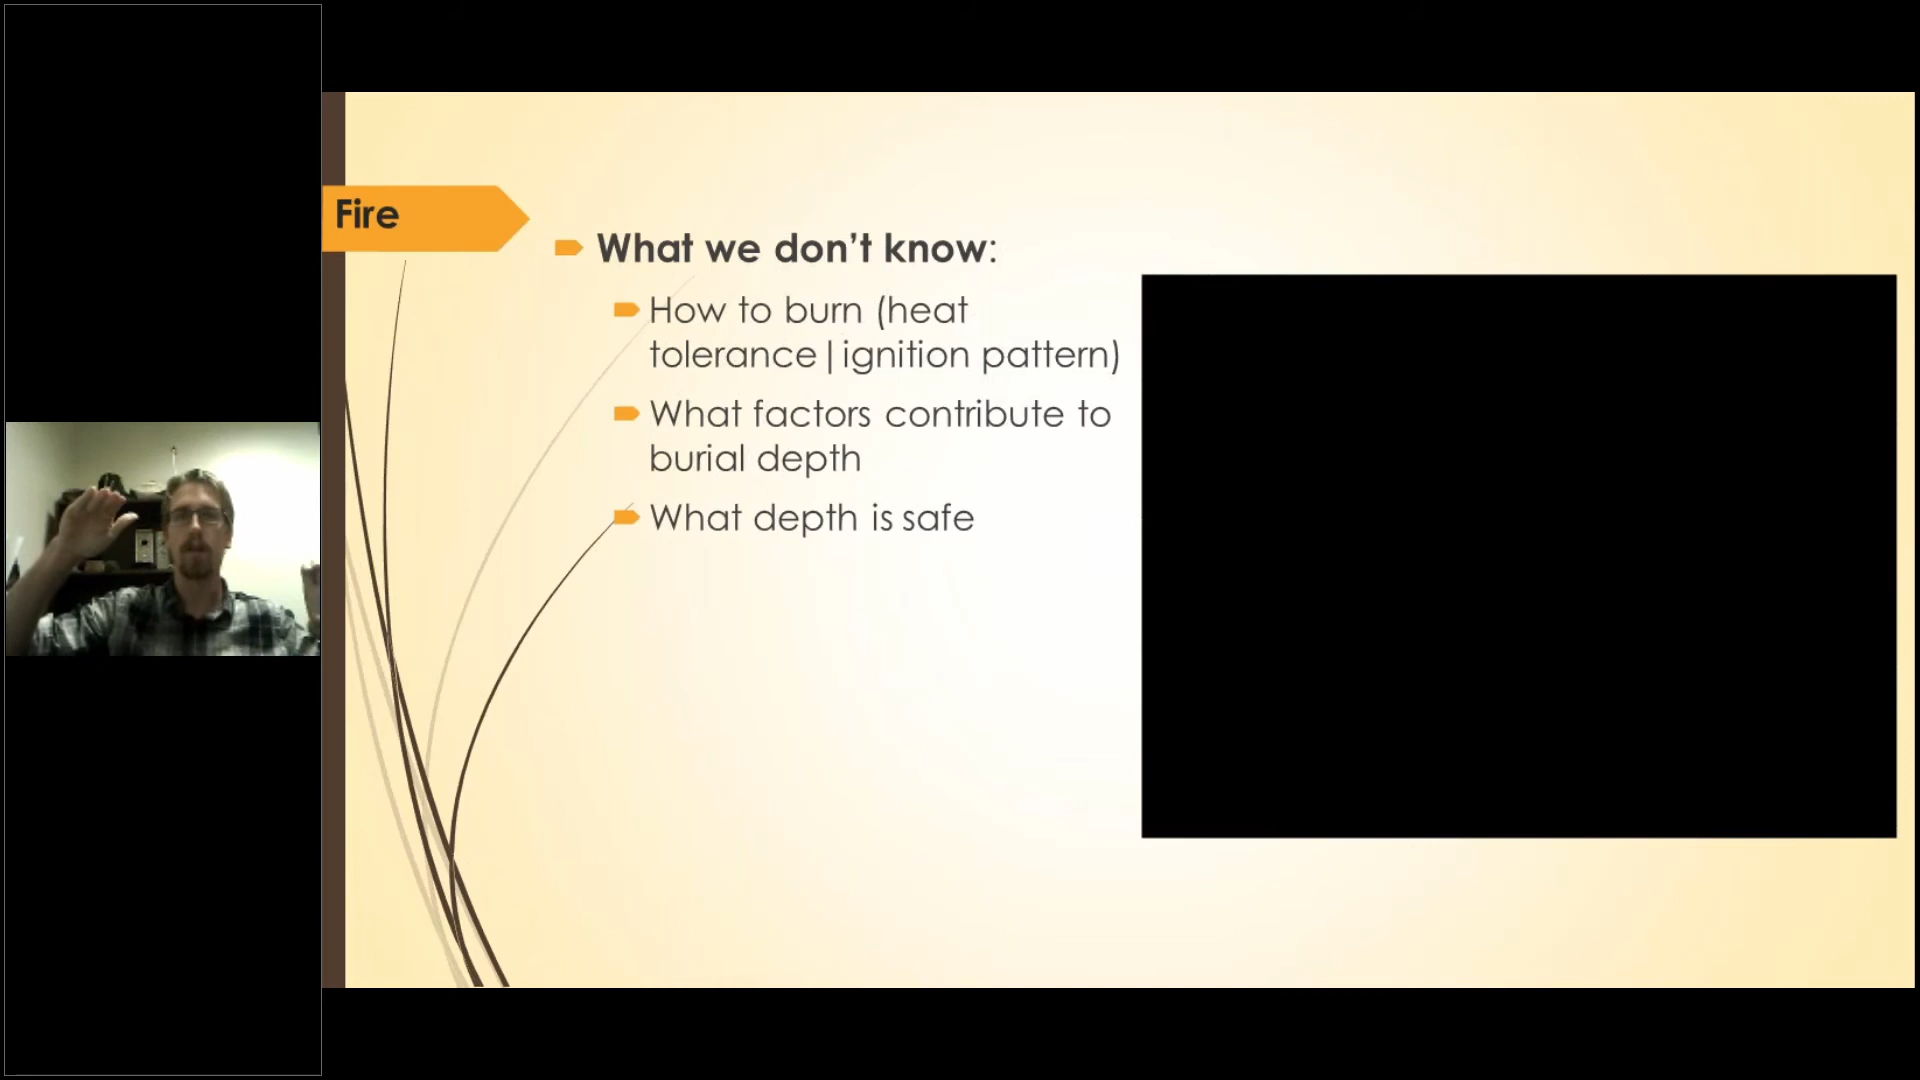 Fire
What we don’t know:
How to burn (heat
tolerance|ignition pattern)
What factors contribute to
burial depth
What depth is safe